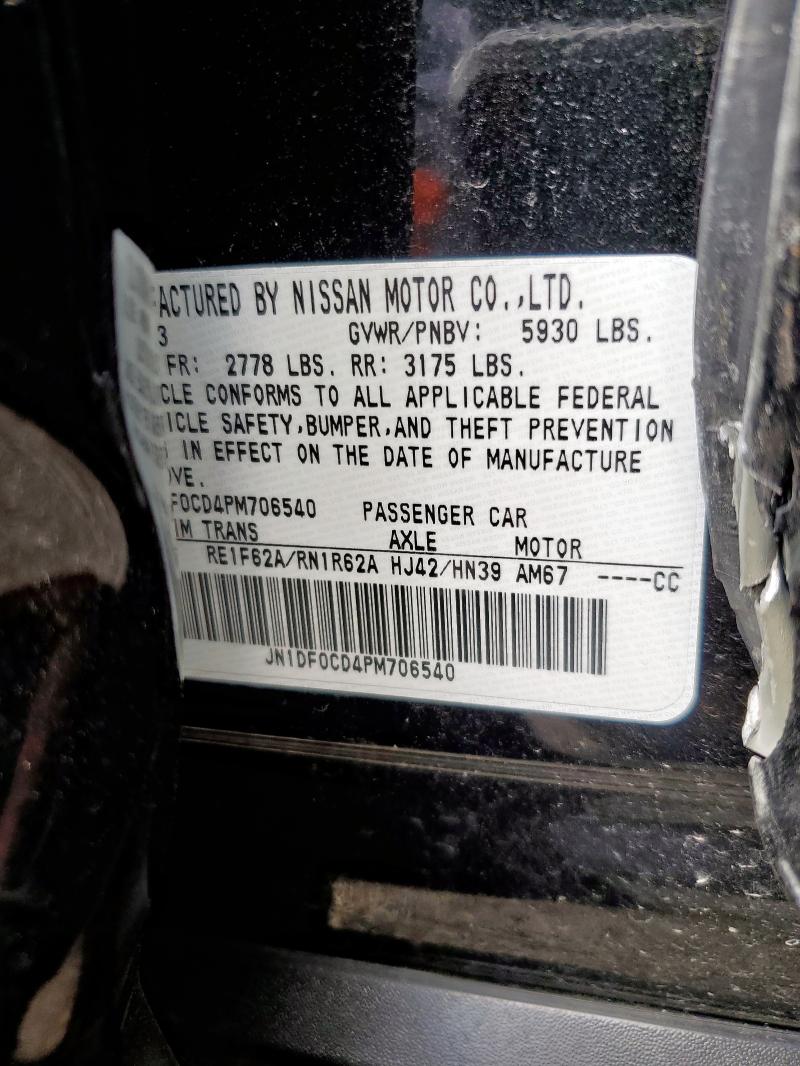 ACTURED BY NISSAN MOTOR CO.,LTD.
3 GVWR/PNBV: 5930 LBS.
FR: 2778 LBS. RR: 3175 LBS.
CLE CONFORMS TO ALL APPLICABLE FEDERAL
ICLE SAFETY,BUMPER,AND THEFT PREVENTION
IN EFFECT ON THE DATE OF MANUFACTURE
OVE.
F0CD4PM706540 PASSENGER CAR
IM TRANS AXLE MOTOR
RE1F62A/RN1R62A HJ42/HN39 AM67 -----CC
JN1DF0CD4PM706540